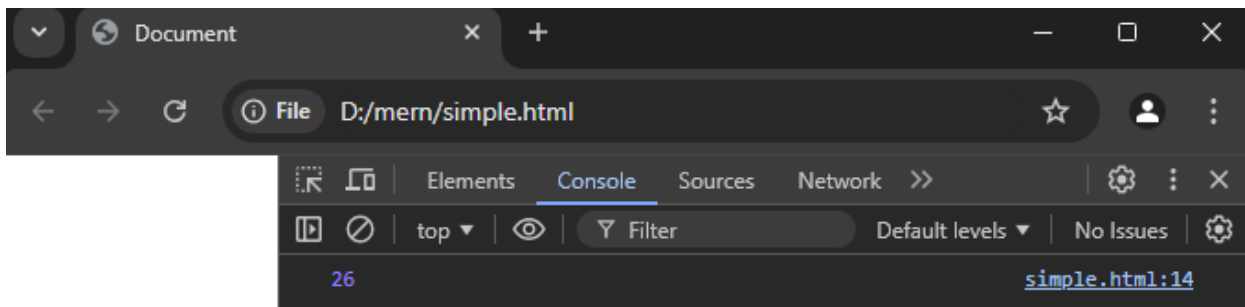 Document
File D:/mern/simple.html
Elements Console Sources Network
top Filter Default levels No Issues
26 simple.html:14